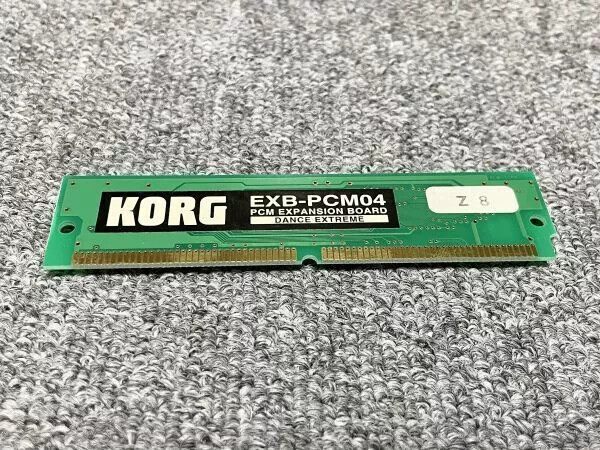 KORG
EXB-PCM04
PCM EXPANSION BOARD
DANCE EXTREME
Z 8